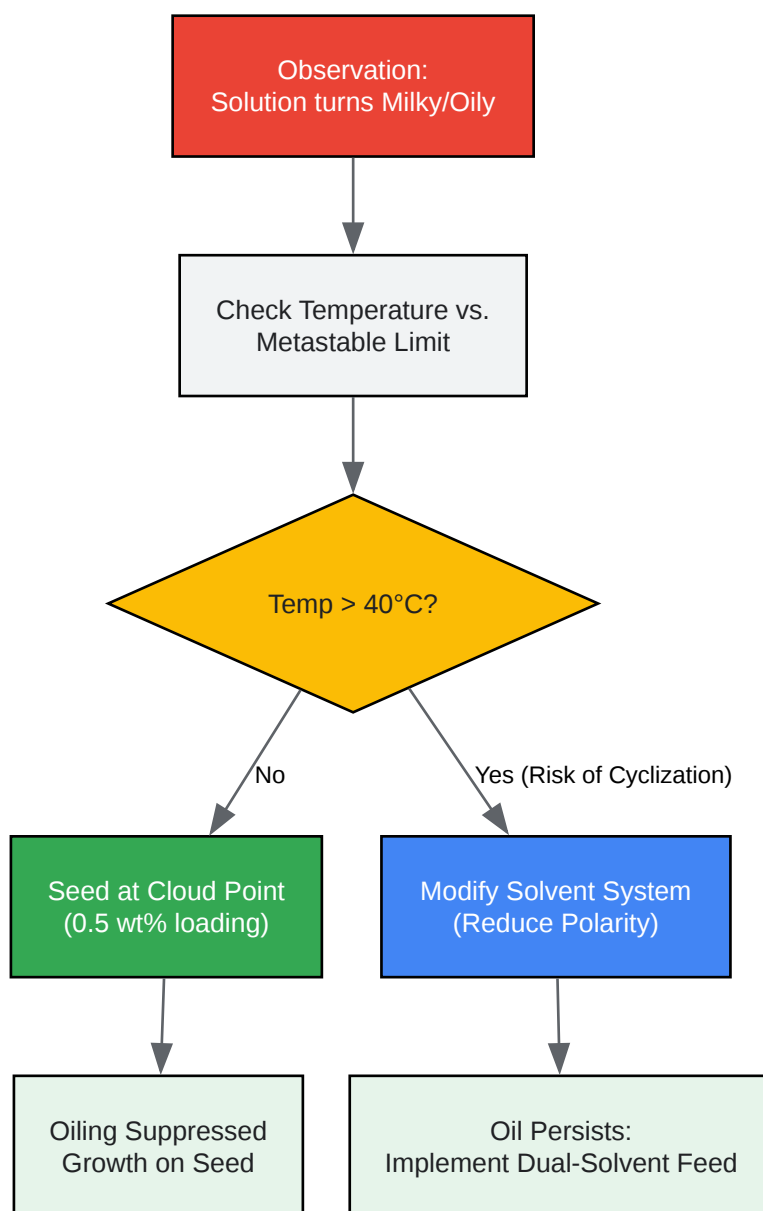 Observation:
Solution turns Milky/Oily
Check Temperature vs.
Metastable Limit
Temp > 40°C?
No
Yes (Risk of Cyclization)
Seed at Cloud Point
(0.5 wt% loading)
Modify Solvent System
(Reduce Polarity)
Oiling Suppressed
Growth on Seed
Oil Persists:
Implement Dual-Solvent Feed